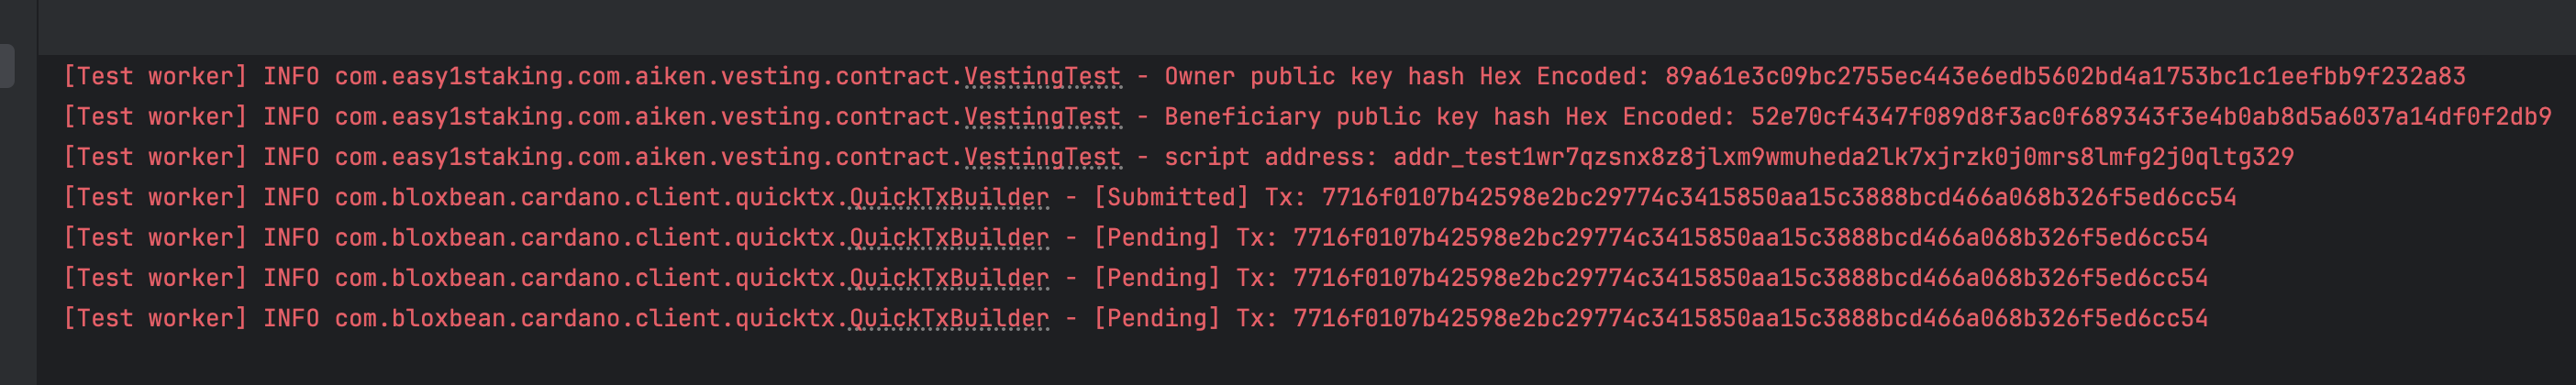 [Test worker] INFO com.easy1staking.com.aiken.vesting.contract.VestingTest - Owner public key hash Hex Encoded: 89a61e3c09bc2755ec443e6edb5602bd4a1753bc1c1eefbb9f232a83
[Test worker] INFO com.easy1staking.com.aiken.vesting.contract.VestingTest - Beneficiary public key hash Hex Encoded: 52e70cf4347f089d8f3ac0f689343f3e4b0ab8d5a6037a14df0f2db9
[Test worker] INFO com.easy1staking.com.aiken.vesting.contract.VestingTest - script address: addr_test1wr7qzsnx8z8jlxm9wmuheda2lk7xjrzk0j0mrs8lmfg2j0qltg329
[Test worker] INFO com.bloxbean.cardano.client.quicktx.QuickTxBuilder - [Submitted] Tx: 7716f0107b42598e2bc29774c3415850aa15c3888bcd466a068b326f5ed6cc54
[Test worker] INFO com.bloxbean.cardano.client.quicktx.QuickTxBuilder - [Pending] Tx: 7716f0107b42598e2bc29774c3415850aa15c3888bcd466a068b326f5ed6cc54
[Test worker] INFO com.bloxbean.cardano.client.quicktx.QuickTxBuilder - [Pending] Tx: 7716f0107b42598e2bc29774c3415850aa15c3888bcd466a068b326f5ed6cc54
[Test worker] INFO com.bloxbean.cardano.client.quicktx.QuickTxBuilder - [Pending] Tx: 7716f0107b42598e2bc29774c3415850aa15c3888bcd466a068b326f5ed6cc54